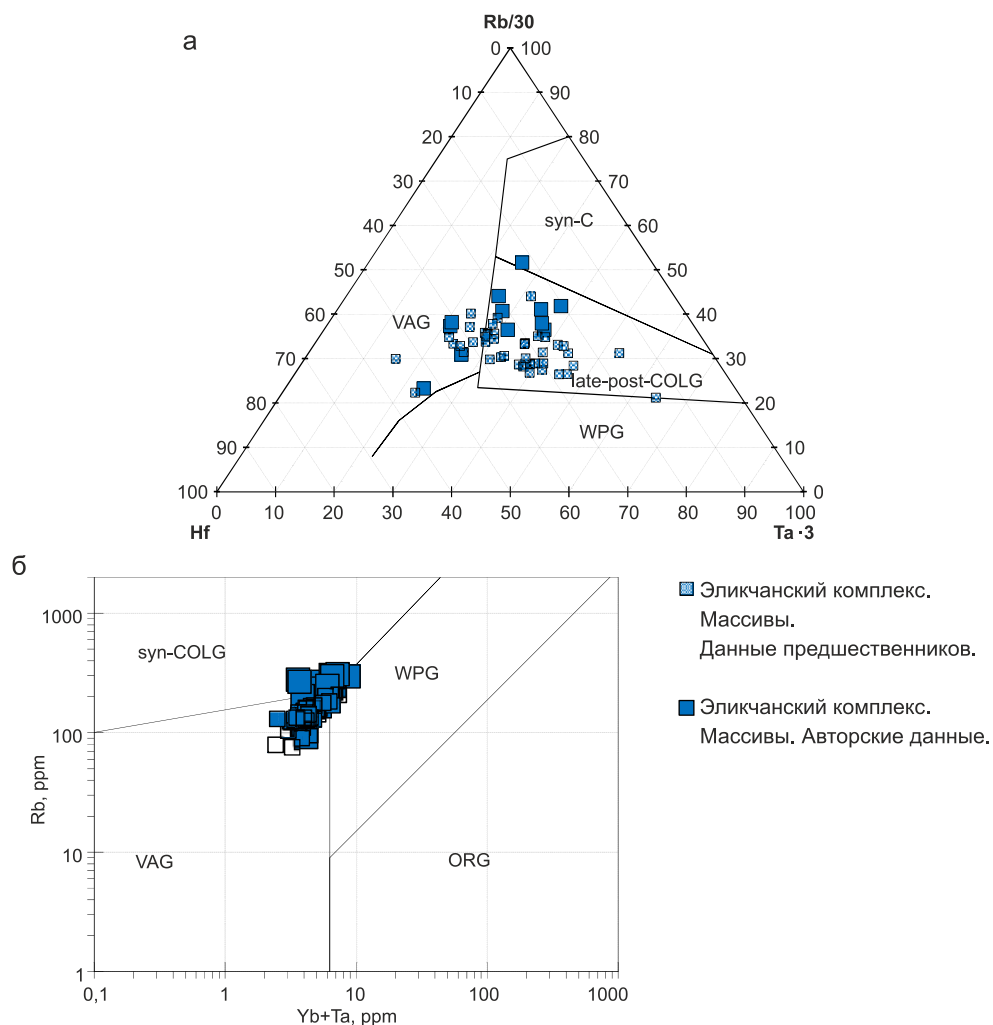 а
Rb/30
0 100
10 90
20 80
30 70
syn-C
40 60
50 50
60 40
VAG
70 30
late-post-COLG
80 20
WPG
90 10
100 0
0 10 20 30 40 50 60 70 80 90 100
Hf Ta·3
б
1000
syn-COLG
WPG
100
Rb, ppm
10
VAG
ORG
1
0,1 1 10 100 1000
Yb+Ta, ppm
Эликчанский комплекс.
Массивы.
Данные предшественников.
Эликчанский комплекс.
Массивы. Авторские данные.